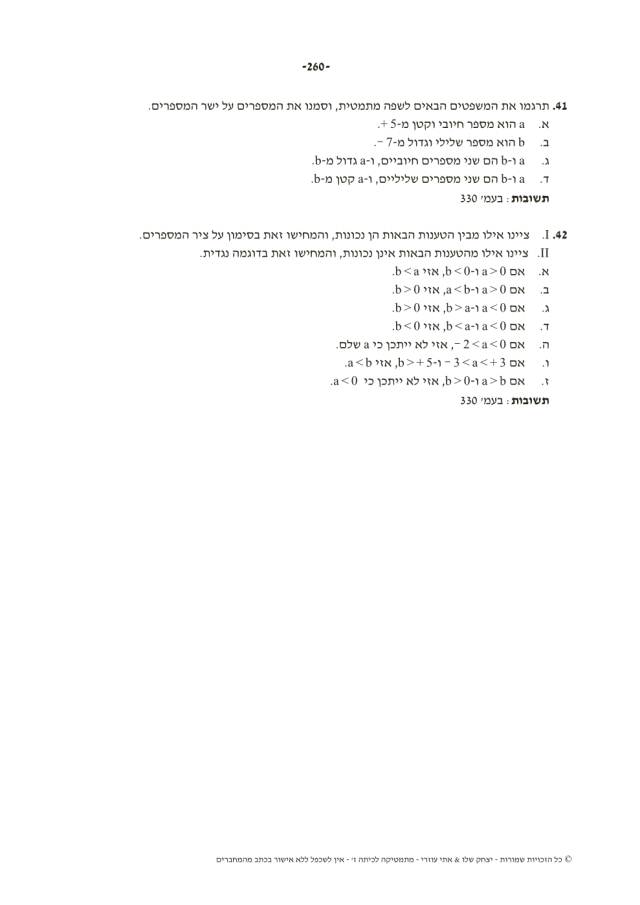 -260-
41. תרגמו את המשפטים הבאים לשפה מתמטית, וסמנו את המספרים על ישר המספרים.
א. a הוא מספר חיובי וקטן מ-5 +.
ב. b הוא מספר שלילי וגדול מ-7 −.
ג. a ו-b הם שני מספרים חיוביים, ו-a גדול מ-b.
ד. a ו-b הם שני מספרים שליליים, ו-a קטן מ-b.
תשובות : בעמ׳ 330
42. I. ציינו אילו מבין הטענות הבאות הן נכונות, והמחישו זאת בסימון על ציר המספרים.
II. ציינו אילו מהטענות הבאות אינן נכונות, והמחישו זאת בדוגמה נגדית.
א. אם a > 0 ו-b < 0, אזי b < a.
ב. אם a > 0 ו-a < b, אזי b > 0.
ג. אם a < 0 ו-b > a, אזי b > 0.
ד. אם a < 0 ו-b < a, אזי b < 0.
ה. אם − 2 < a < 0, אזי לא ייתכן כי a שלם.
ו. אם − 3 < a < + 3 ו-b > + 5, אזי a < b.
ז. אם a > b ו-b > 0, אזי לא ייתכן כי a < 0.
תשובות : בעמ׳ 330
© כל הזכויות שמורות - יצחק שלו & אתי עוזרי - מתמטיקה לכיתה ז׳ - אין לשכפל ללא אישור בכתב מהמחברים